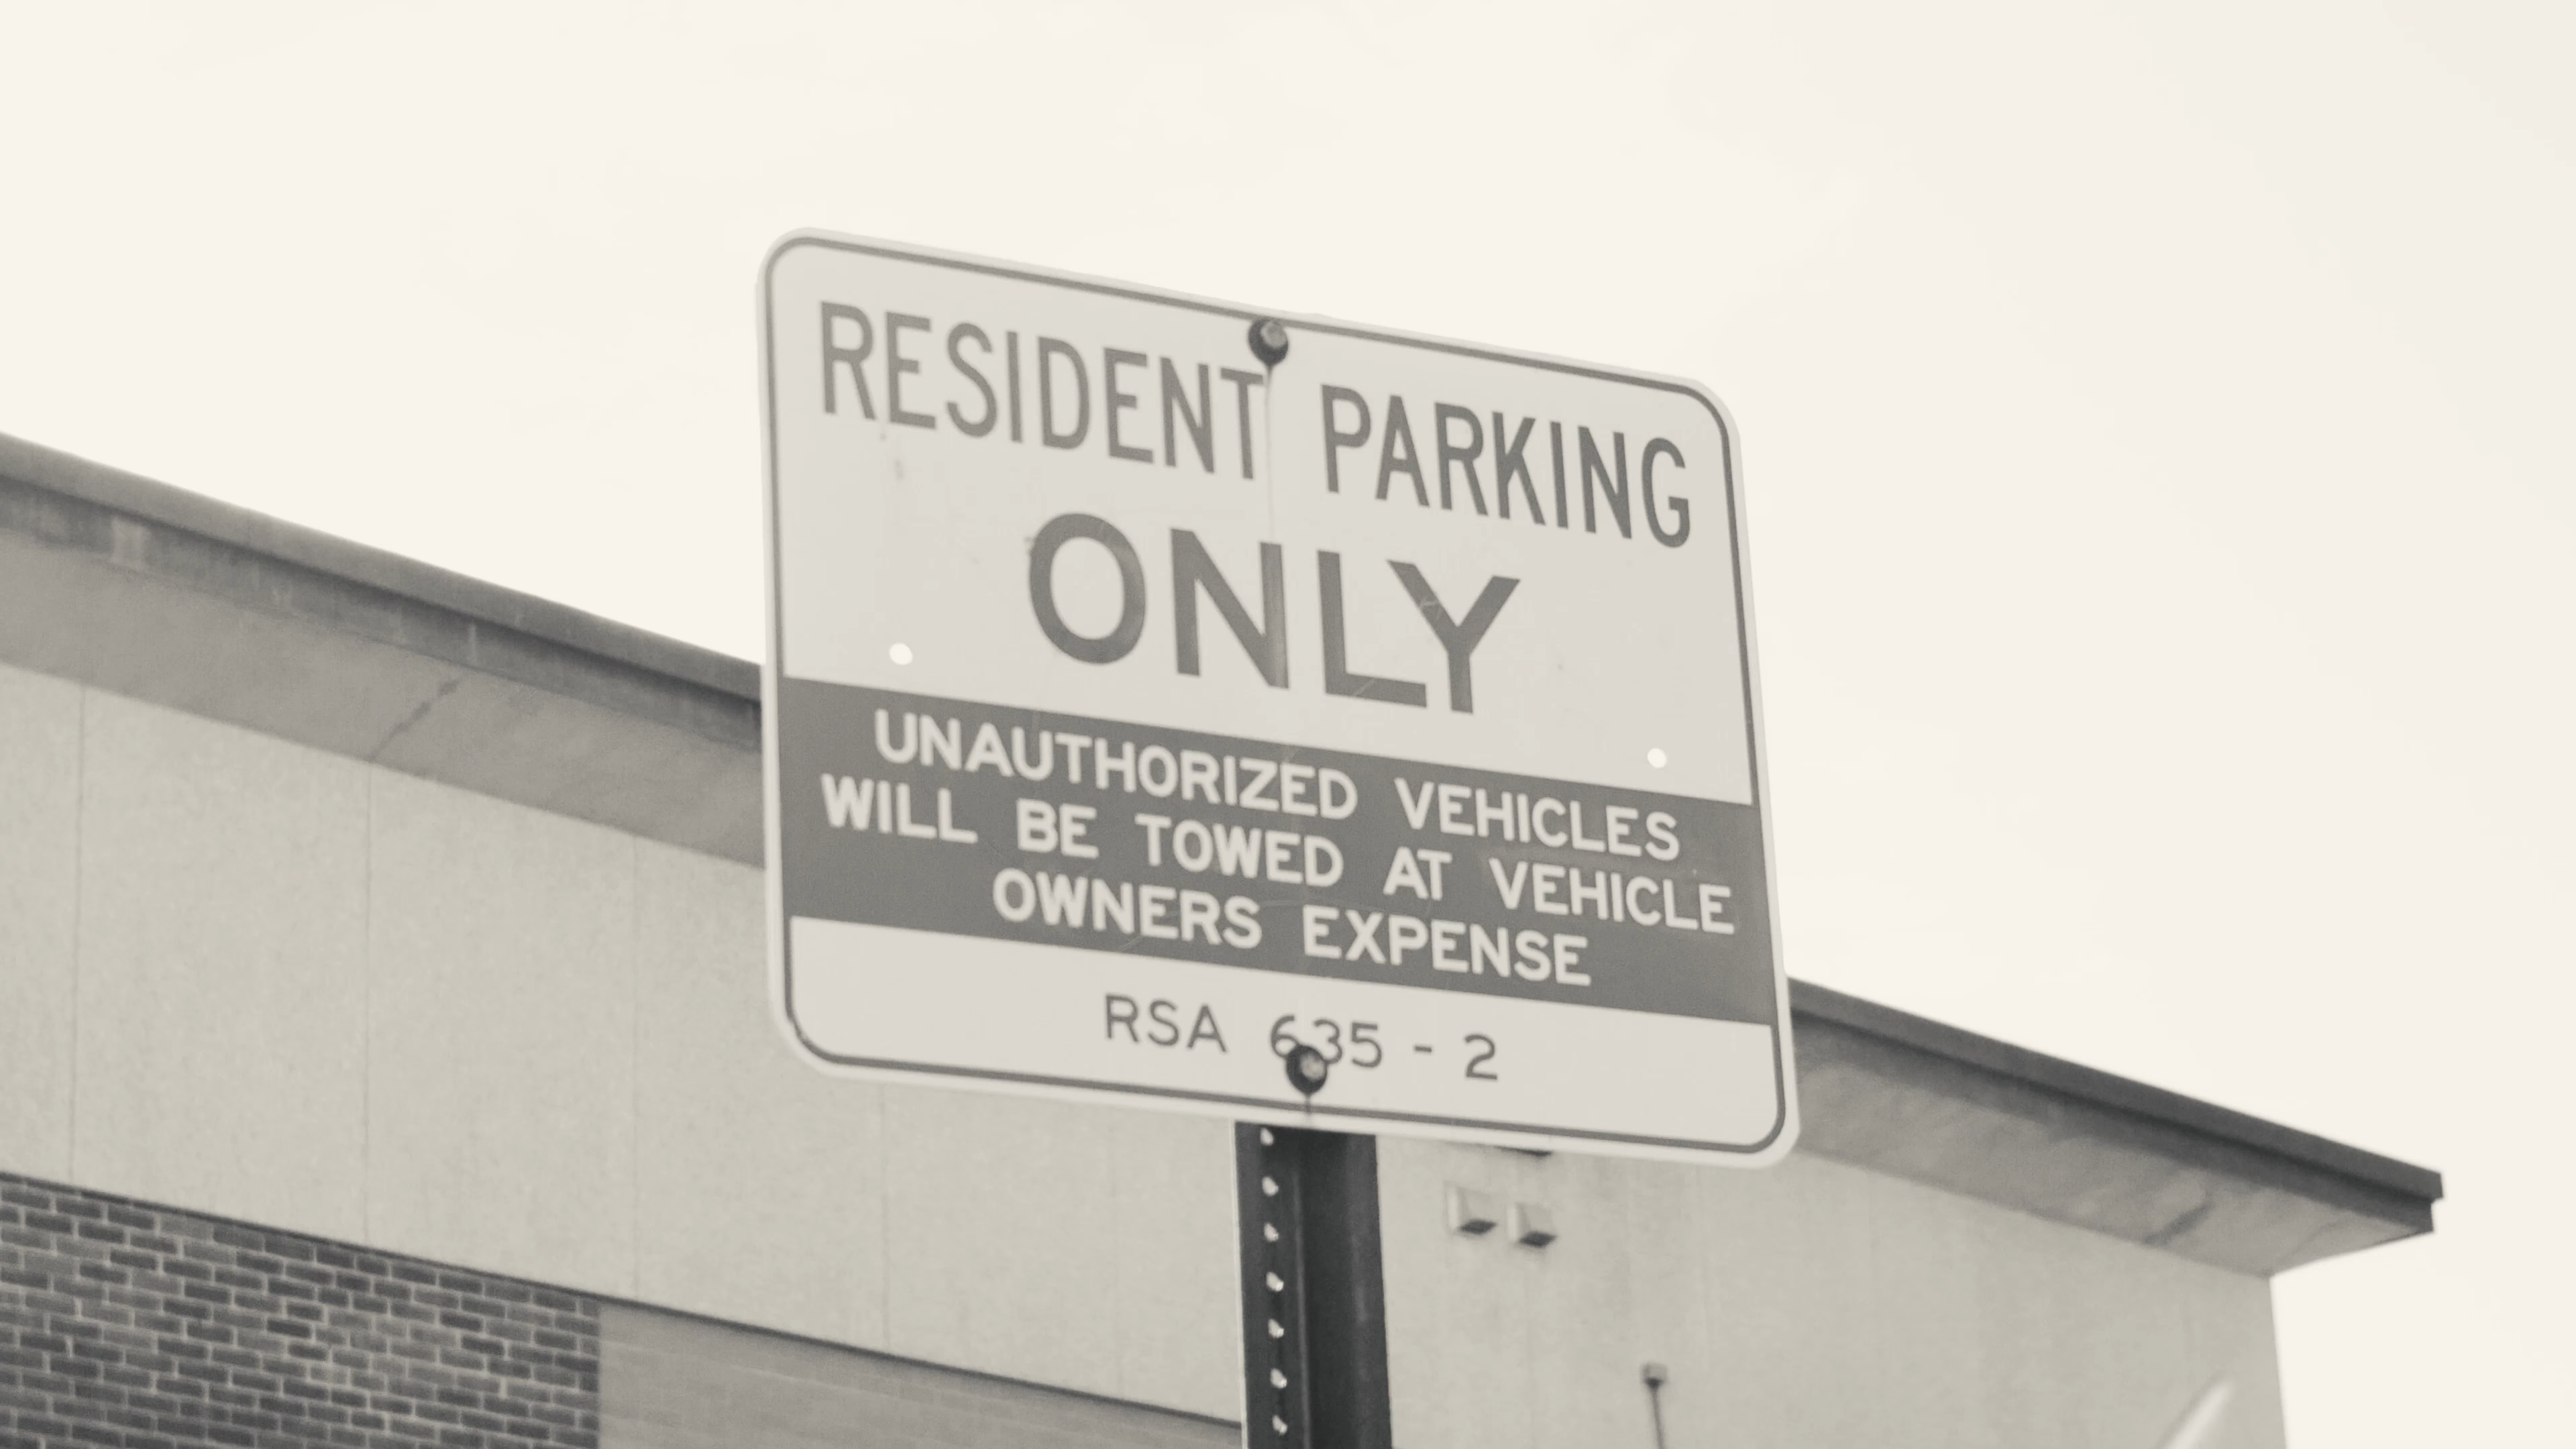 RESIDENT PARKING
ONLY
UNAUTHORIZED VEHICLES
WILL BE TOWED AT VEHICLE
OWNERS EXPENSE
RSA 635 - 2